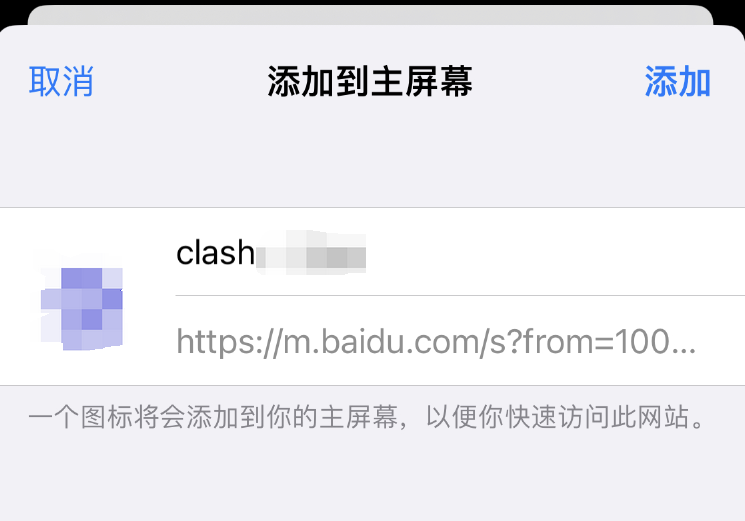 取消 添加到主屏幕 添加
clash
https://m.baidu.com/s?from=100...
一个图标将会添加到你的主屏幕，以便你快速访问此网站。